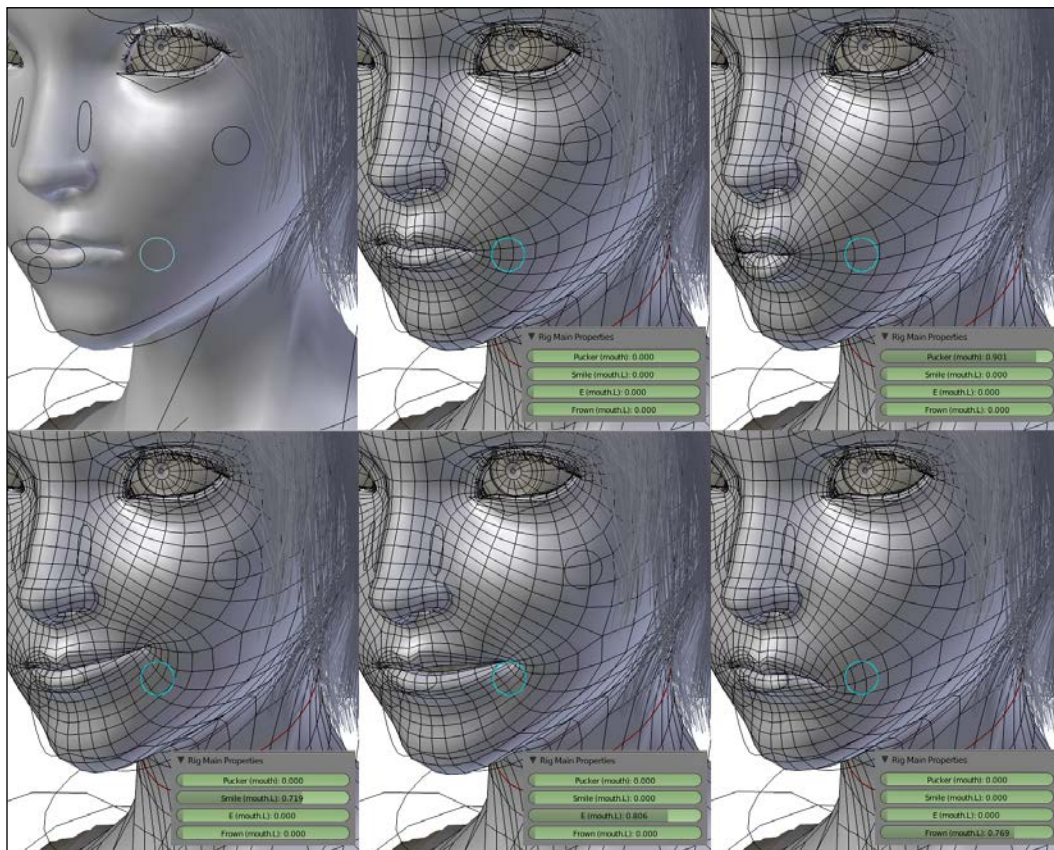 ▼ Rig Main Properties
Pucker (mouth): 0.000
Smile (mouth.L): 0.000
E (mouth.L): 0.000
Frown (mouth.L): 0.000
▼ Rig Main Properties
Pucker (mouth): 0.901
Smile (mouth.L): 0.000
E (mouth.L): 0.000
Frown (mouth.L): 0.000
▼ Rig Main Properties
Pucker (mouth): 0.000
Smile (mouth.L): 0.719
E (mouth.L): 0.000
Frown (mouth.L): 0.000
▼ Rig Main Properties
Pucker (mouth): 0.000
Smile (mouth.L): 0.000
E (mouth.L): 0.806
Frown (mouth.L): 0.000
▼ Rig Main Properties
Pucker (mouth): 0.000
Smile (mouth.L): 0.000
E (mouth.L): 0.000
Frown (mouth.L): 0.769